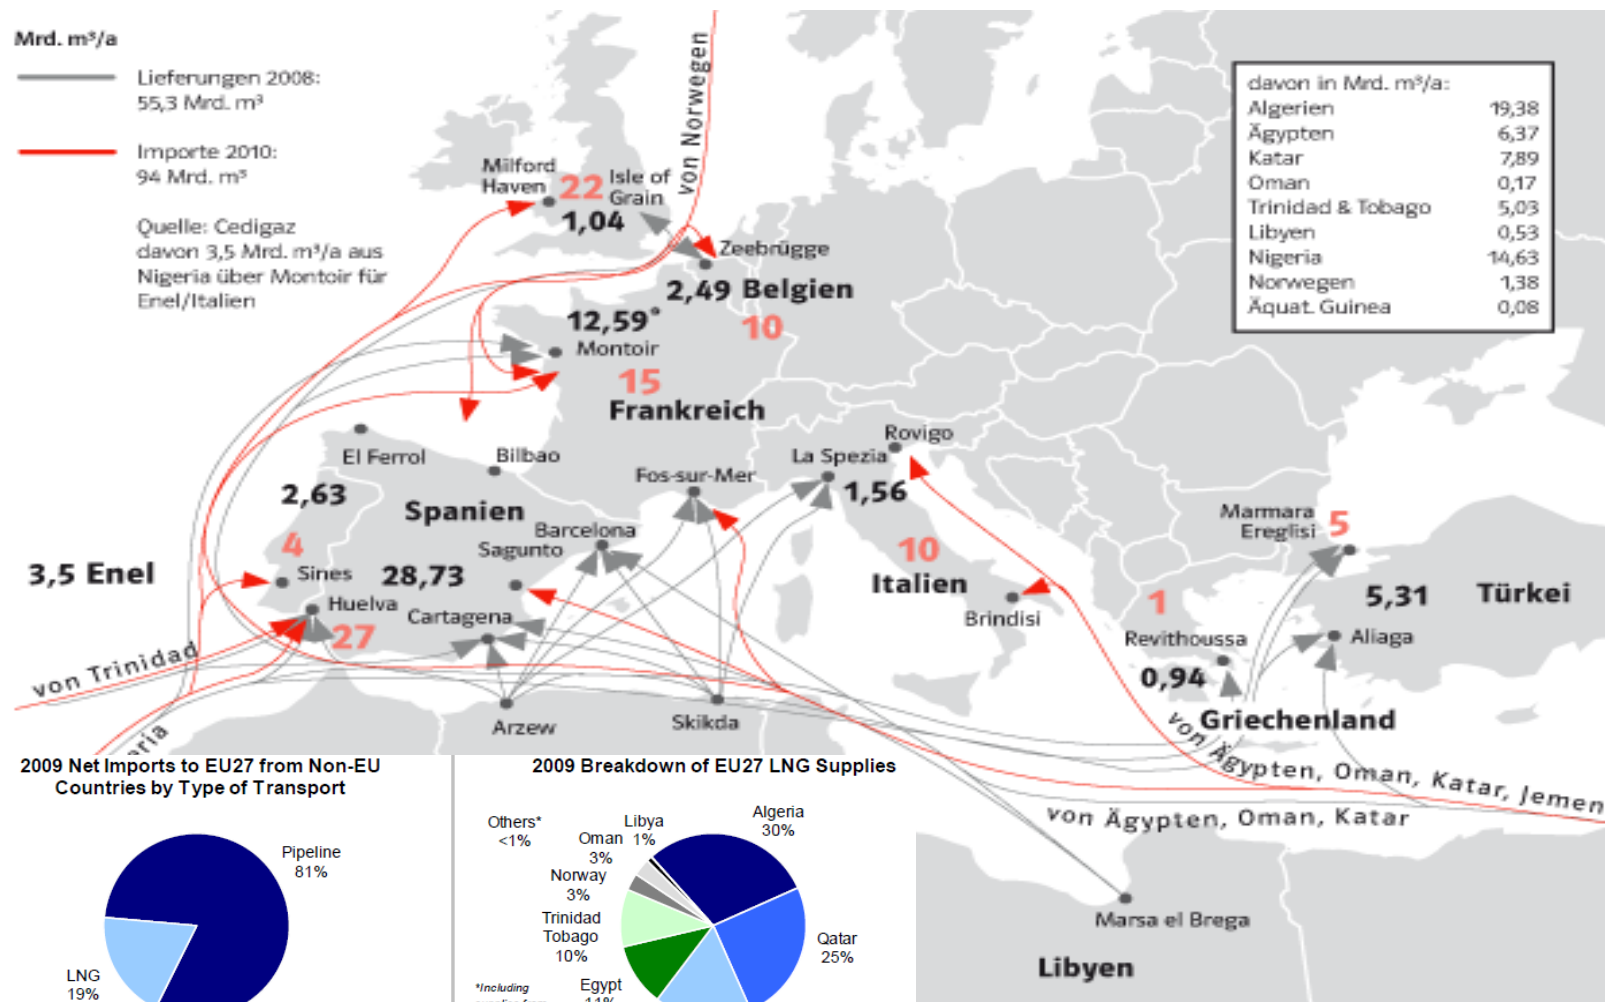 Mrd. m³/a
Lieferungen 2008:
55,3 Mrd. m³
Importe 2010:
94 Mrd. m³
Quelle: Cedigaz
davon 3,5 Mrd. m³/a aus
Nigeria über Montoir für
Enel/Italien
von Norwegen
davon in Mrd. m³/a:
Algerien 19,38
Ägypten 6,37
Katar 7,89
Oman 0,17
Trinidad & Tobago 5,03
Libyen 0,53
Nigeria 14,63
Norwegen 1,38
Äquat. Guinea 0,08
Milford
Haven
22
Isle of
Grain
1,04
Zeebrügge
2,49 Belgien
10
12,59*
Montoir
15
Frankreich
El Ferrol
Bilbao
2,63
Spanien
Fos-sur-Mer
La Spezia
Rovigo
1,56
Barcelona
Sagunto
4
3,5 Enel
Sines
28,73
Huelva
27
Cartagena
10
Italien
Brindisi
Marmara
Ereglisi
5
1
5,31
Türkei
Revithoussa
Aliaga
0,94
Griechenland
von Trinidad
Arzew
Skikda
von Ägypten, Oman, Katar, Jemen
von Ägypten, Oman, Katar
Marsa el Brega
Libyen
2009 Net Imports to EU27 from Non-EU
Countries by Type of Transport
Pipeline
81%
LNG
19%
2009 Breakdown of EU27 LNG Supplies
Others*
<1%
Libya
1%
Oman
3%
Norway
3%
Trinidad
Tobago
10%
Egypt
11%
Algeria
30%
Qatar
25%
*Including